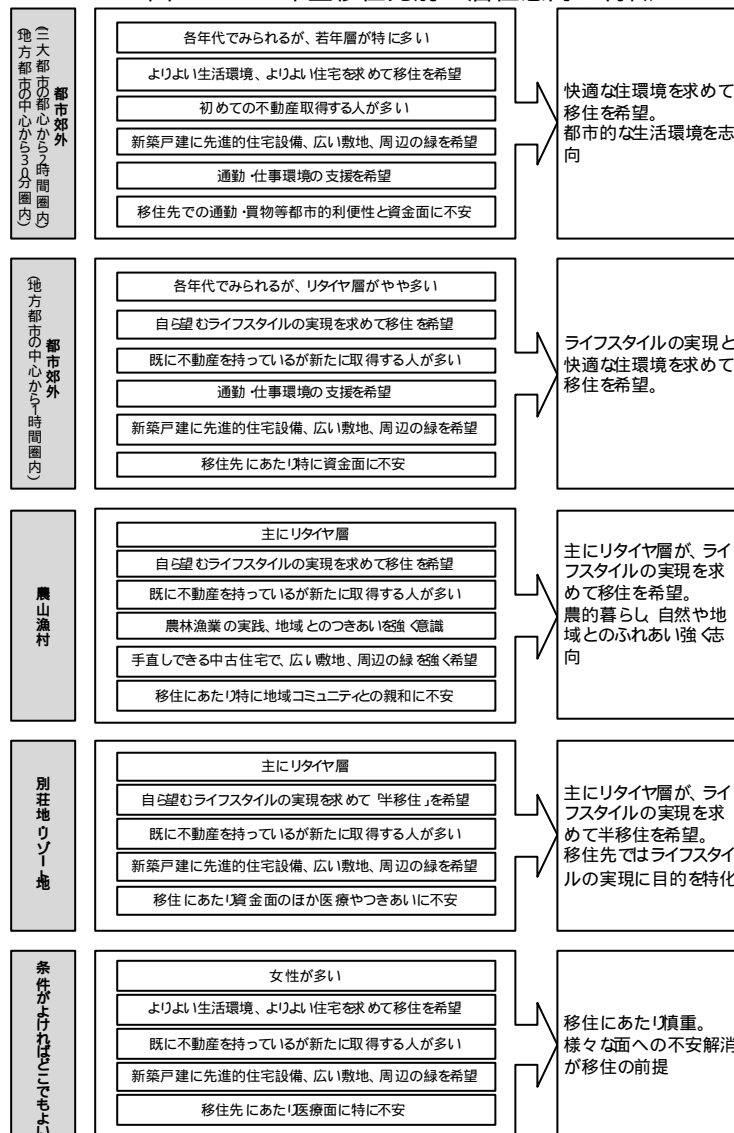 都市郊外
(三大都市の都心から2時間圏内)
(地方都市の中心から30分圏内)
各年代でみられるが、若年層が特に多い
よりよい生活環境、よりよい住宅を求めて移住を希望
初めての不動産取得する人が多い
新築戸建に先進的住宅設備、広い敷地、周辺の緑を希望
通勤・仕事環境の支援を希望
移住先での通勤・買物等都市的利便性と資金面に不安
快適な住環境を求めて
移住を希望。
都市的な生活環境を志
向
都市郊外
(地方都市の中心から1時間圏内)
各年代でみられるが、リタイヤ層がやや多い
自ら望むライフスタイルの実現を求めて移住を希望
既に不動産を持っているが新たに取得する人が多い
通勤・仕事環境の支援を希望
新築戸建に先進的住宅設備、広い敷地、周辺の緑を希望
移住先にあたり特に資金面に不安
ライフスタイルの実現と
快適な住環境を求めて
移住を希望。
農山漁村
主にリタイヤ層
自ら望むライフスタイルの実現を求めて移住を希望
既に不動産を持っているが新たに取得する人が多い
農林漁業の実践、地域とのつきあいを強く意識
手直しできる中古住宅で、広い敷地、周辺の緑を強く希望
移住にあたり特に地域コミュニティとの親和に不安
主にリタイヤ層が、ライ
フスタイルの実現を求
めて移住を希望。
農的暮らし、自然や地
域とのふれあい強く志
向
別荘地・リゾート地
主にリタイヤ層
自ら望むライフスタイルの実現を求めて「半移住」を希望
既に不動産を持っているが新たに取得する人が多い
新築戸建に先進的住宅設備、広い敷地、周辺の緑を希望
移住にあたり資金面のほか医療やつきあいに不安
主にリタイヤ層が、ライ
フスタイルの実現を求
めて半移住を希望。
移住先ではライフスタイ
ルの実現に目的を特化
条件がよければどこでもよい
女性が多い
よりよい生活環境、よりよい住宅を求めて移住を希望
既に不動産を持っているが新たに取得する人が多い
新築戸建に先進的住宅設備、広い敷地、周辺の緑を希望
移住先にあたり医療面に特に不安
移住にあたり慎重。
様々な面への不安解消
が移住の前提